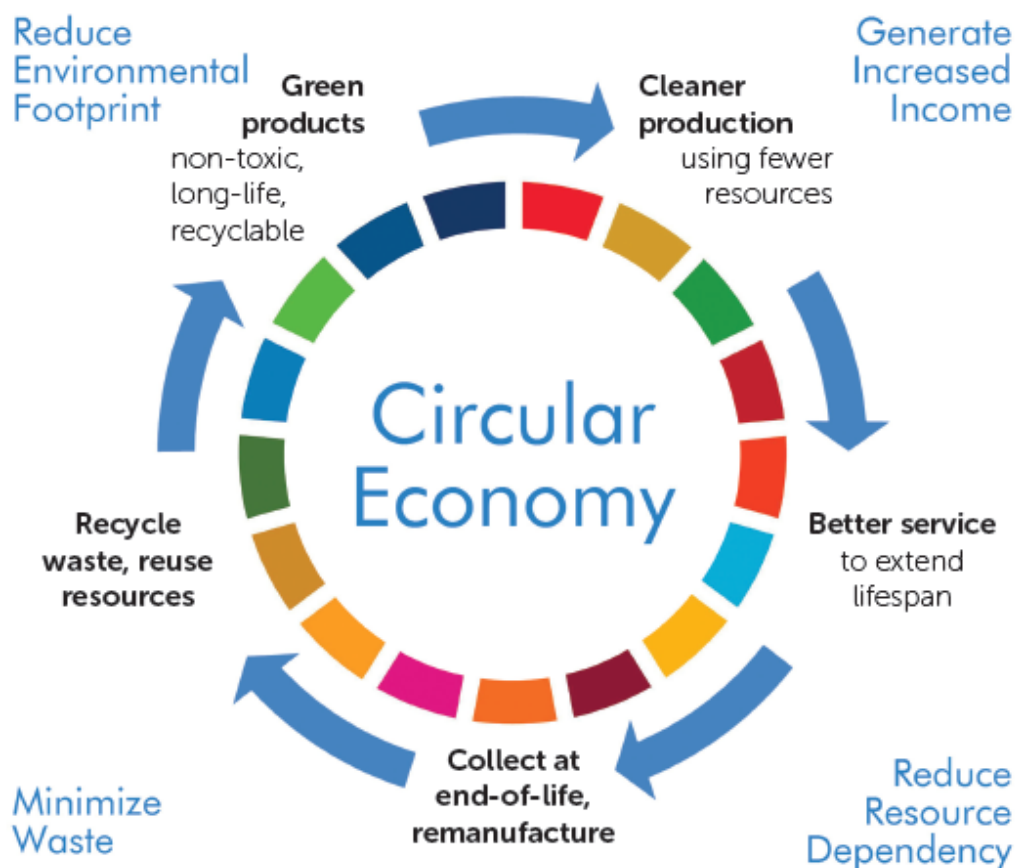 Reduce
Environmental
Footprint
Generate
Increased
Income
Green
products
non-toxic,
long-life,
recyclable
Cleaner
production
using fewer
resources
Circular
Economy
Better service
to extend
lifespan
Recycle
waste, reuse
resources
Collect at
end-of-life,
remanufacture
Minimize
Waste
Reduce
Resource
Dependency